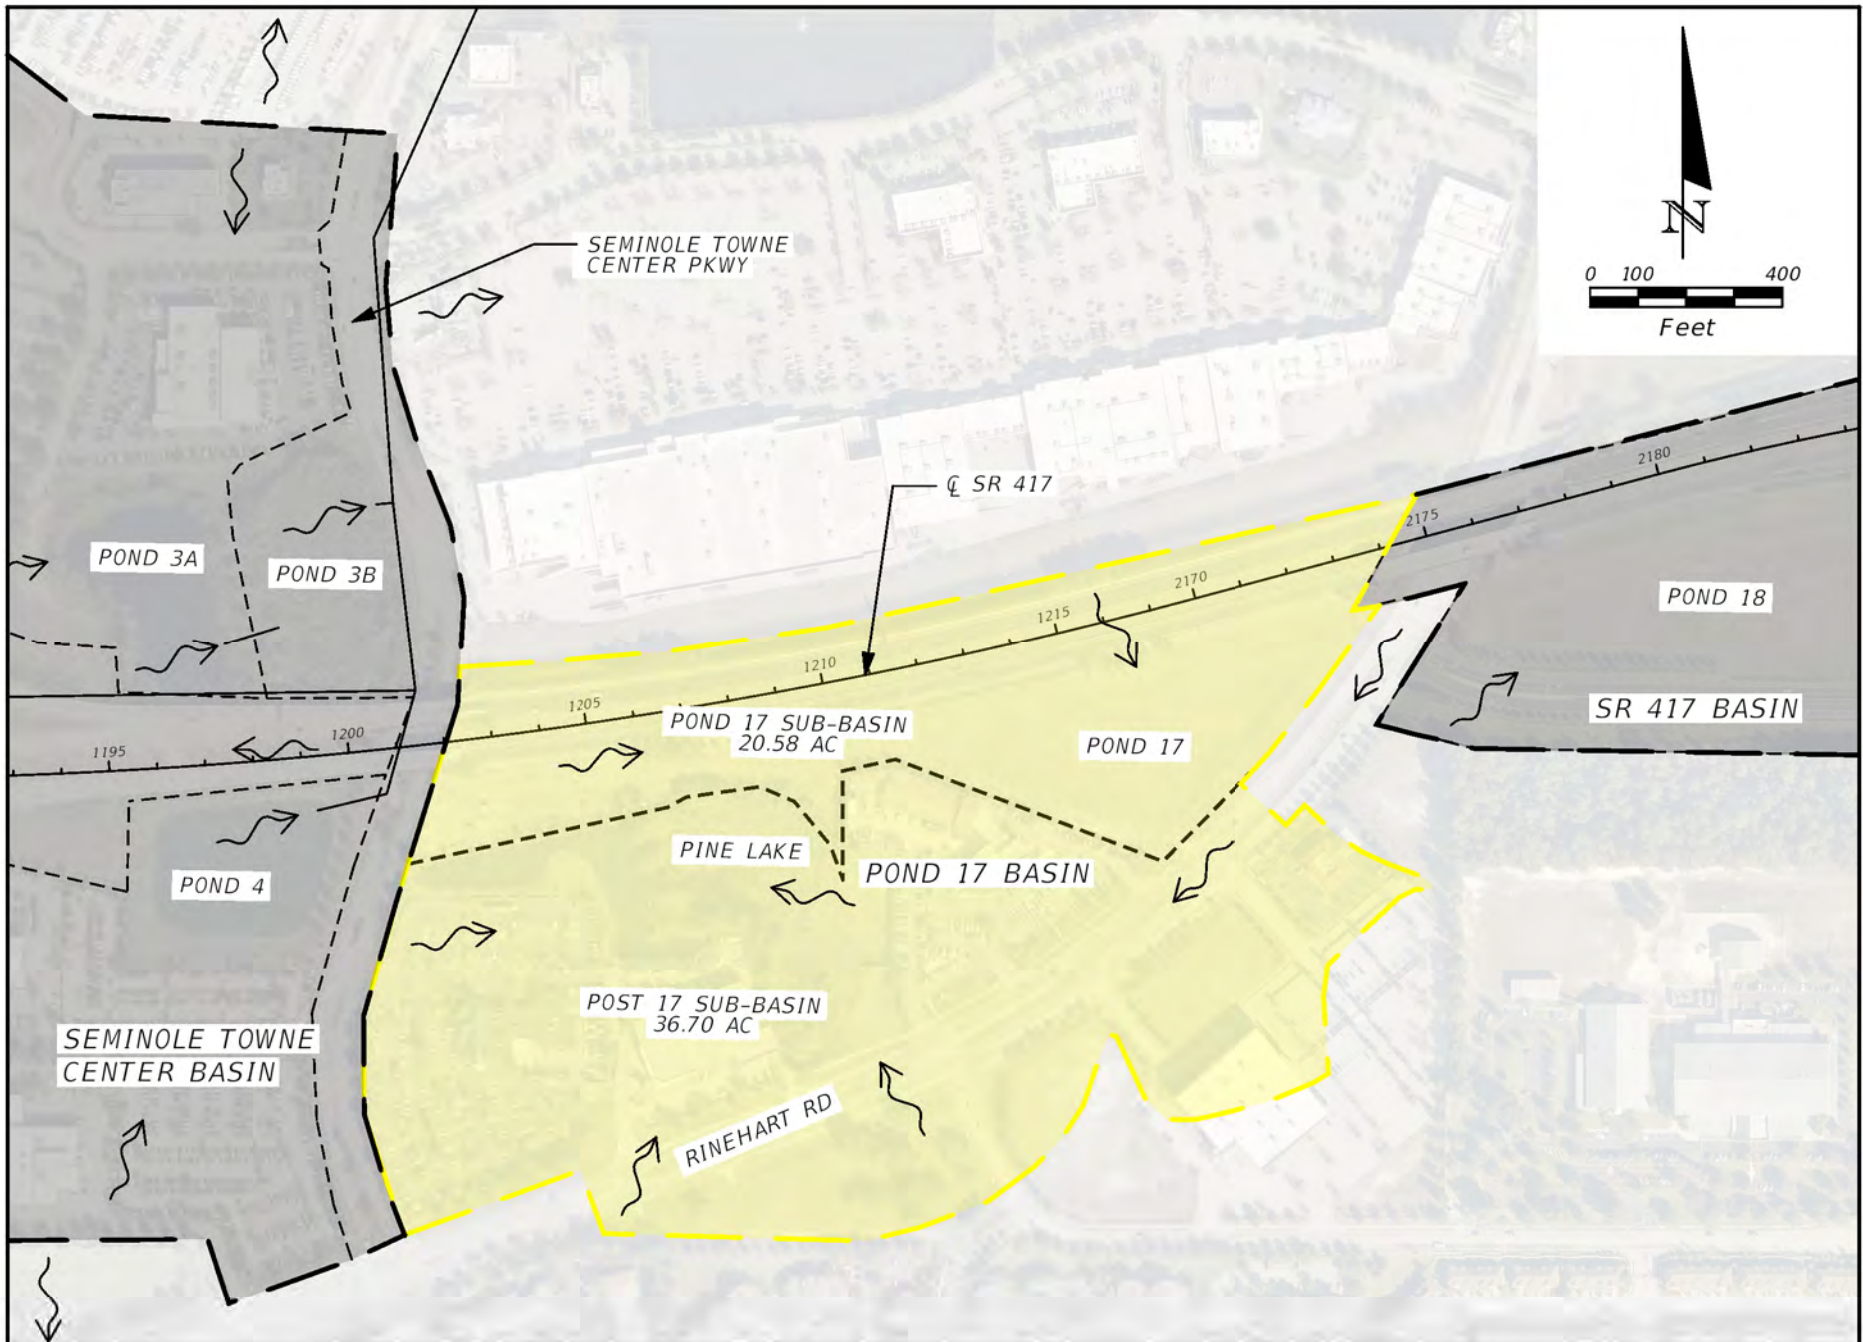 N
0 100 400
Feet
SEMINOLE TOWNE
CENTER PKWY
℄ SR 417
2180
2175
2170
1215
1210
1205
1200
1195
POND 3A
POND 3B
POND 18
SR 417 BASIN
POND 17 SUB-BASIN
20.58 AC
POND 17
PINE LAKE
POND 17 BASIN
POND 4
POST 17 SUB-BASIN
36.70 AC
SEMINOLE TOWNE
CENTER BASIN
RINEHART RD